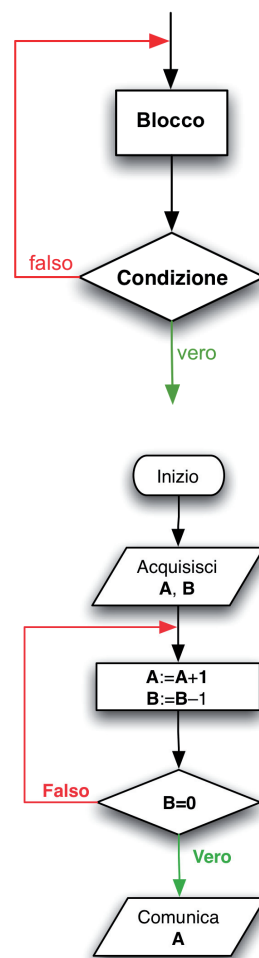 Blocco
falso
Condizione
vero
Inizio
Acquisisci
A, B
A:=A+1
B:=B−1
Falso
B=0
Vero
Comunica
A